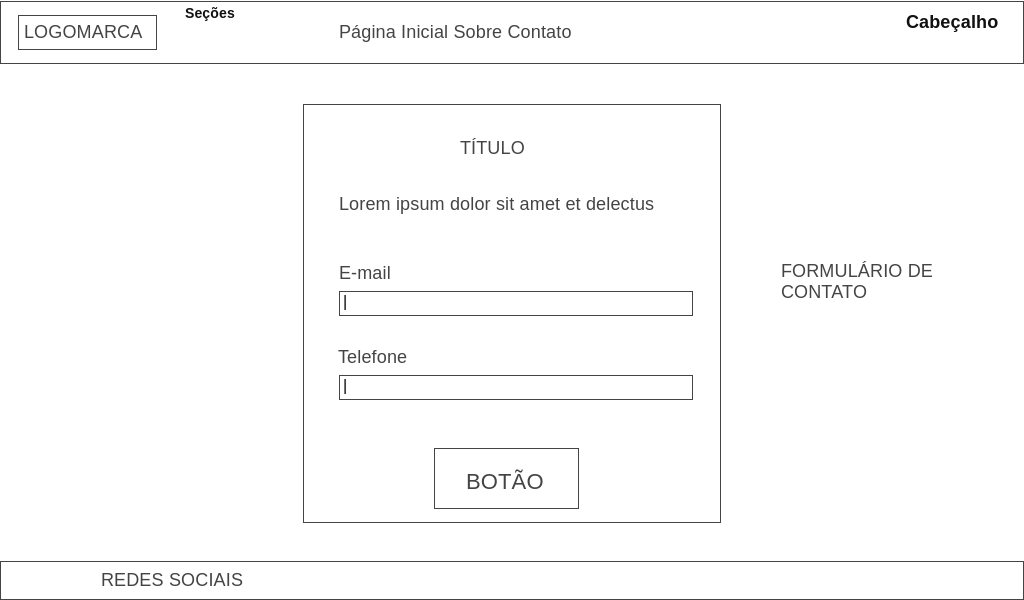 Seções
LOGOMARCA
Página Inicial Sobre Contato
Cabeçalho
TÍTULO
Lorem ipsum dolor sit amet et delectus
E-mail
Telefone
BOTÃO
FORMULÁRIO DE
CONTATO
REDES SOCIAIS